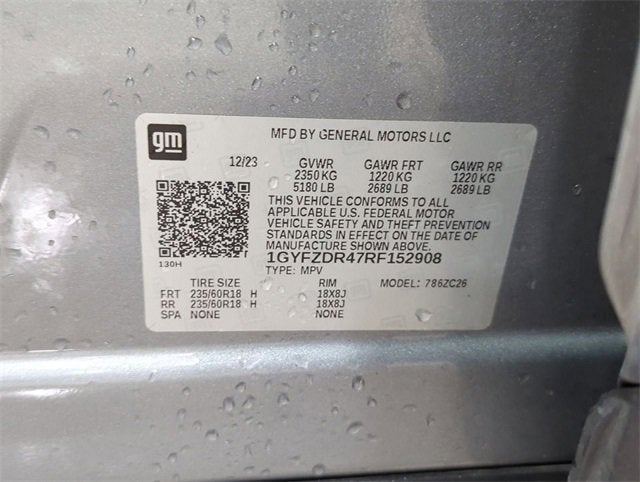 gm
MFD BY GENERAL MOTORS LLC
12/23 GVWR GAWR FRT GAWR RR
2350 KG 1220 KG 1220 KG
5180 LB 2689 LB 2689 LB
THIS VEHICLE CONFORMS TO ALL
APPLICABLE U.S. FEDERAL MOTOR
VEHICLE SAFETY AND THEFT PREVENTION
STANDARDS IN EFFECT ON THE DATE OF
MANUFACTURE SHOWN ABOVE.
130H
1GYFZDR47RF152908
TYPE: MPV MODEL: 786ZC26
TIRE SIZE RIM
FRT 235/60R18 H 18X8J
RR 235/60R18 H 18X8J
SPA NONE NONE